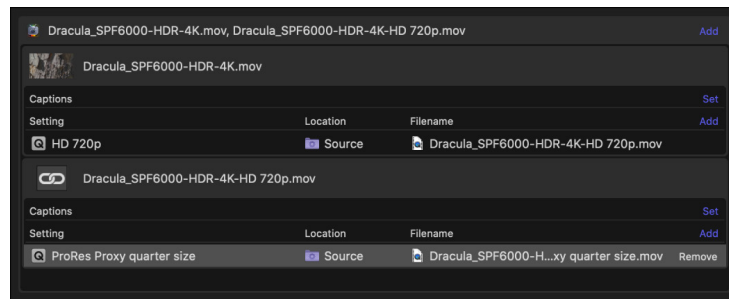 Dracula_SPF6000-HDR-4K.mov, Dracula_SPF6000-HDR-4K-HD 720p.mov Add
Dracula_SPF6000-HDR-4K.mov
Captions Set
Setting Location Filename Add
HD 720p Source Dracula_SPF6000-HDR-4K-HD 720p.mov
Dracula_SPF6000-HDR-4K-HD 720p.mov
Captions Set
Setting Location Filename Add
ProRes Proxy quarter size Source Dracula_SPF6000-H...xy quarter size.mov Remove